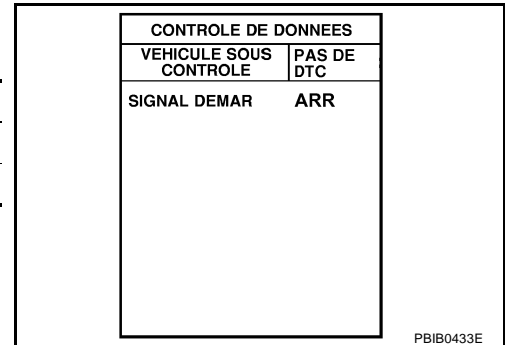 CONTROLE DE DONNEES
VEHICULE SOUS CONTROLE
PAS DE DTC
SIGNAL DEMAR ARR
PBIB0433E